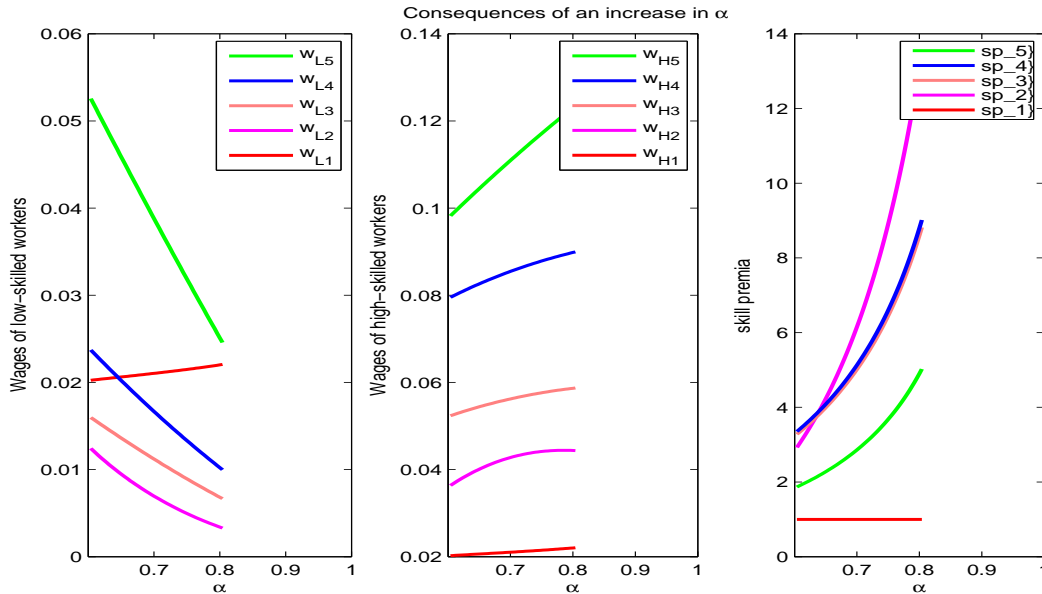 Consequences of an increase in α
Wages of low-skilled workers
0.06
0.05
0.04
0.03
0.02
0.01
0
0.7
0.8
0.9
1
α
w_L5
w_L4
w_L3
w_L2
w_L1
Wages of high-skilled workers
0.14
0.12
0.1
0.08
0.06
0.04
0.02
0.7
0.8
0.9
1
α
w_H5
w_H4
w_H3
w_H2
w_H1
skill premia
14
12
10
8
6
4
2
0
0.7
0.8
0.9
1
α
sp_5}
sp_4}
sp_3}
sp_2}
sp_1}